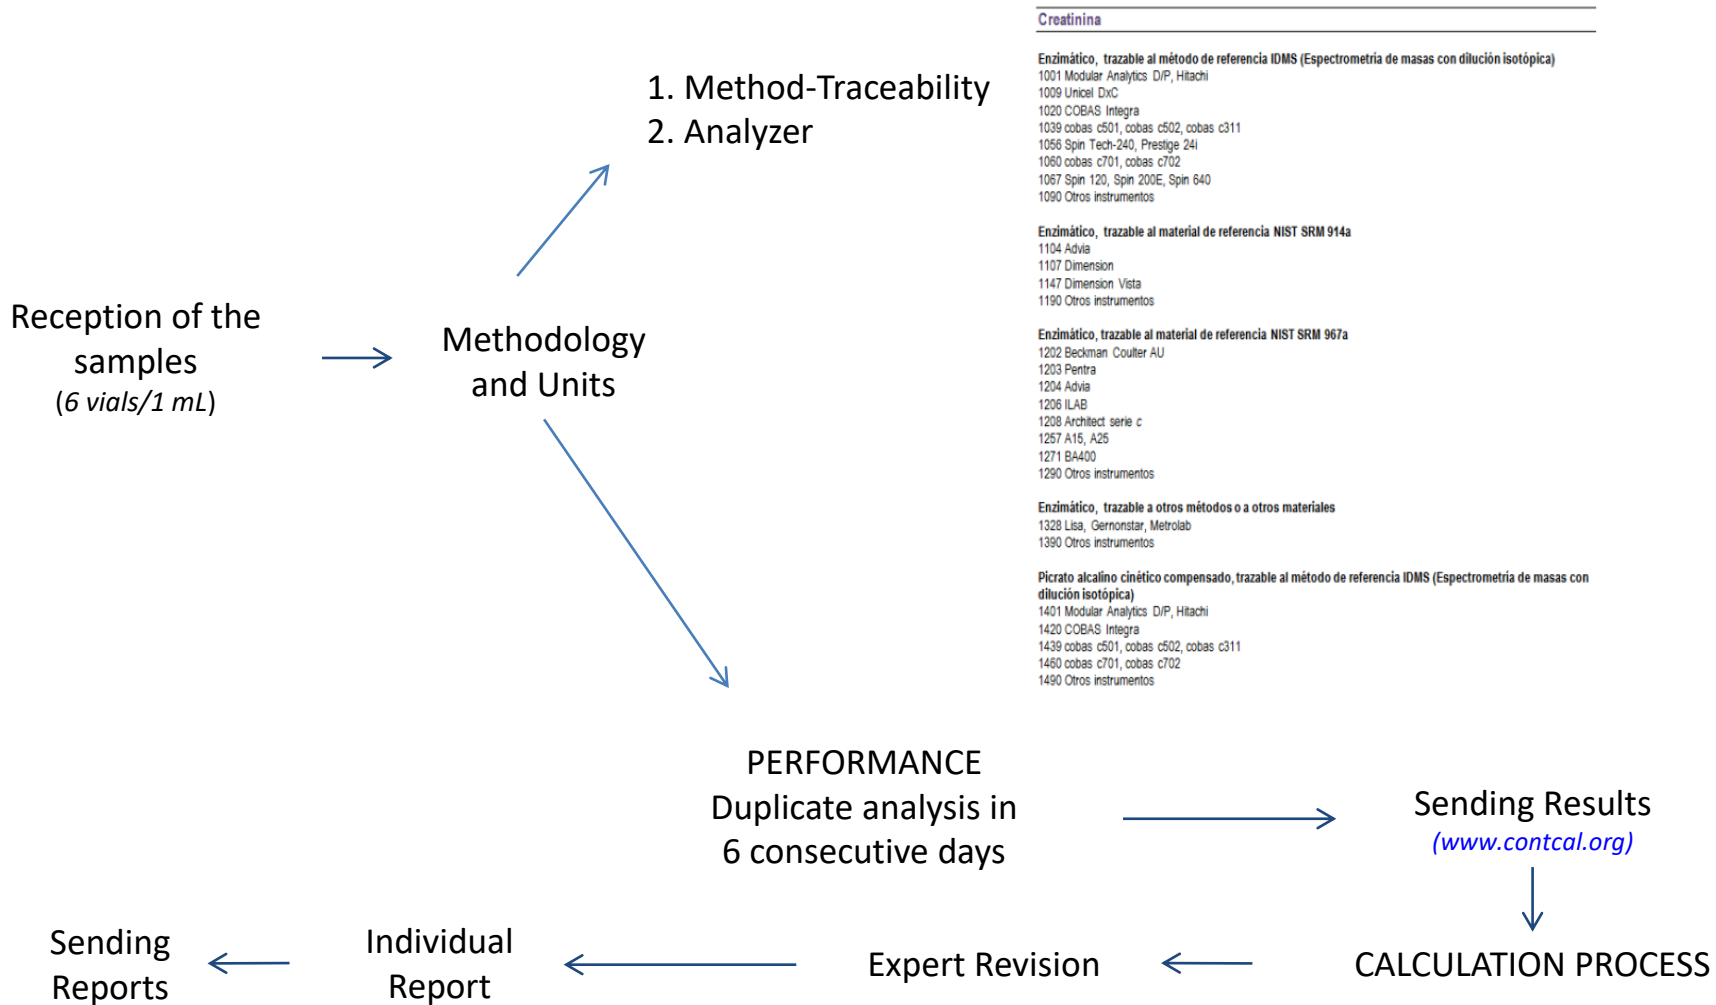 Creatinina
Enzimático, trazable al método de referencia IDMS (Espectrometría de masas con dilución isotópica)
1001 Modular Analytics D/P, Hitachi
1009 Unicel DxC
1020 COBAS Integra
1039 cobas c501, cobas c502, cobas c311
1056 Spin Tech-240, Prestige 24i
1060 cobas c701, cobas c702
1067 Spin 120, Spin 200E, Spin 640
1090 Otros instrumentos
Enzimático, trazable al material de referencia NIST SRM 914a
1104 Advia
1107 Dimension
1147 Dimension Vista
1190 Otros instrumentos
Enzimático, trazable al material de referencia NIST SRM 967a
1202 Beckman Coulter AU
1203 Pentra
1204 Advia
1206 ILAB
1208 Architect serie c
1257 A15, A25
1271 BA400
1290 Otros instrumentos
Enzimático, trazable a otros métodos o a otros materiales
1328 Lisa, Gernonstar, Metrolab
1390 Otros instrumentos
Picrato alcalino cinético compensado, trazable al método de referencia IDMS (Espectrometría de masas con
dilución isotópica)
1401 Modular Analytics D/P, Hitachi
1420 COBAS Integra
1439 cobas c501, cobas c502, cobas c311
1460 cobas c701, cobas c702
1490 Otros instrumentos
1. Method-Traceability
2. Analyzer
Reception of the
samples
(6 vials/1 mL)
Methodology
and Units
PERFORMANCE
Duplicate analysis in
6 consecutive days
Sending Results
(www.contcal.org)
CALCULATION PROCESS
Expert Revision
Individual
Report
Sending
Reports